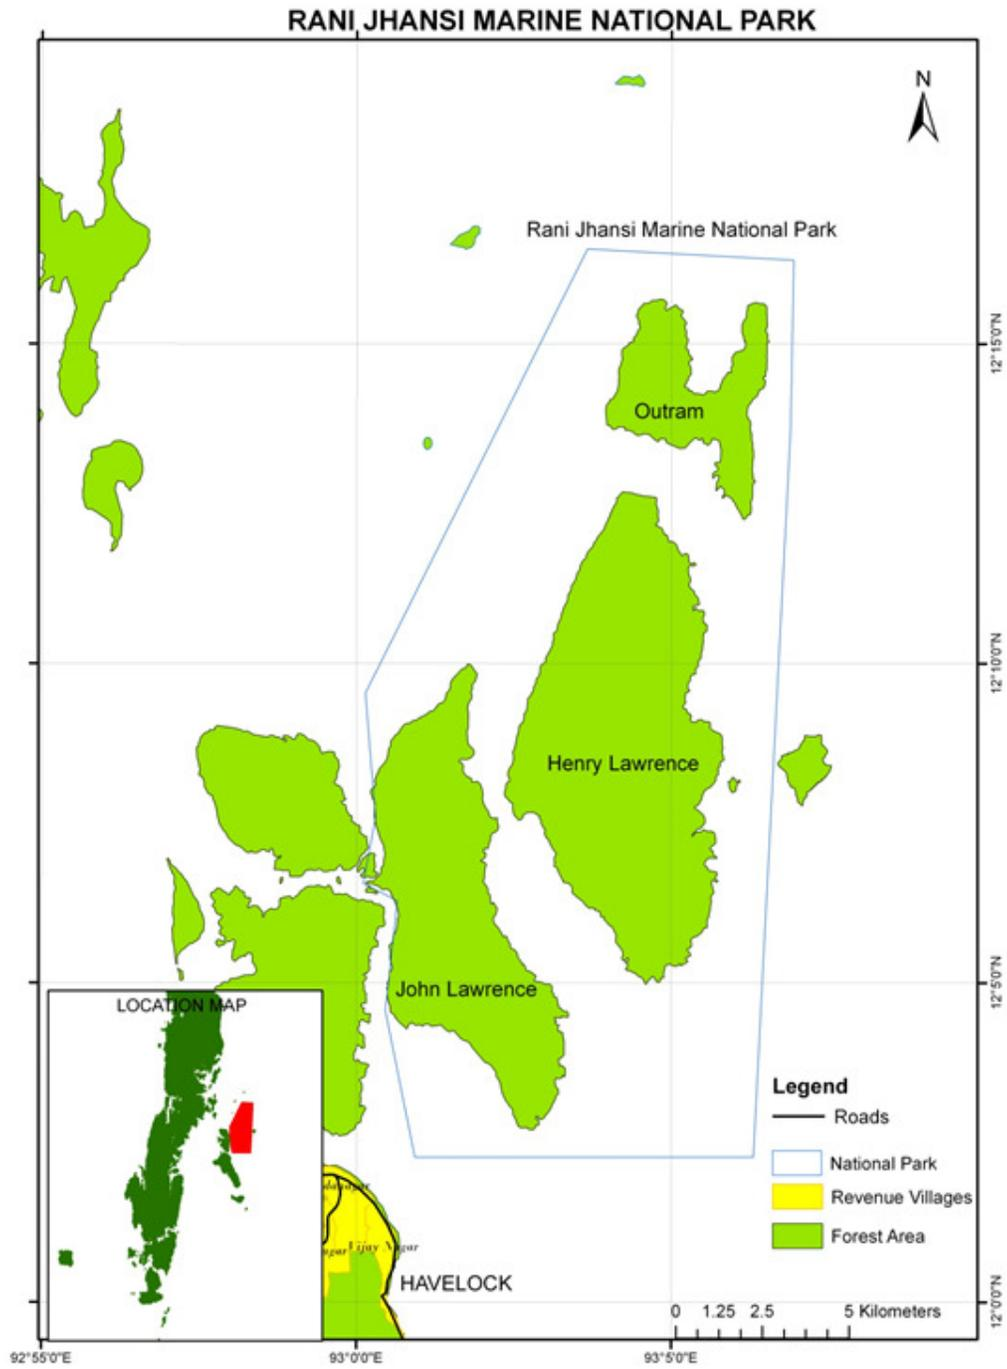 RANI JHANSI MARINE NATIONAL PARK
N
Rani Jhansi Marine National Park
12°15'0"N
Outram
12°10'0"N
Henry Lawrence
12°5'0"N
John Lawrence
LOCATION MAP
Legend
Roads
National Park
Revenue Villages
Forest Area
Vijay Nagar
HAVELOCK
12°0'0"N
0 1.25 2.5 5 Kilometers
92°55'0"E 93°0'0"E 93°5'0"E